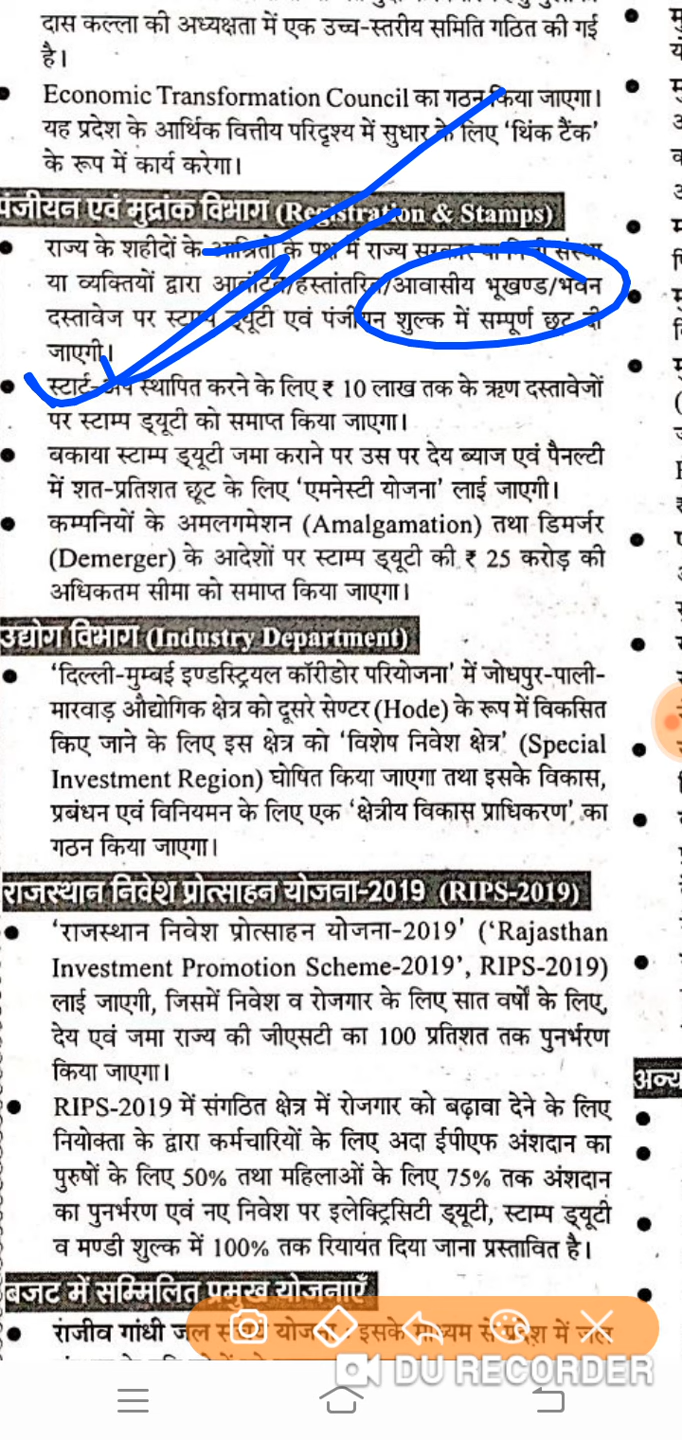 दास कल्ला की अध्यक्षता में एक उच्च-स्तरीय समिति गठित की गई
है।
Economic Transformation Council का गठन किया जाएगा।
यह प्रदेश के आर्थिक वित्तीय परिदृश्य में सुधार के लिए 'थिंक टैंक'
के रूप में कार्य करेगा।
पंजीयन एवं मुद्रांक विभाग (Registration & Stamps)
राज्य के शहीदों के आश्रितों के पक्ष में राज्य सरकार या निजी संस्था
या व्यक्तियों द्वारा आवंटित/हस्तांतरित/आवासीय भूखण्ड/भवन
दस्तावेज पर स्टाम्प ड्यूटी एवं पंजीयन शुल्क में सम्पूर्ण छूट दी
जाएगी।
स्टार्ट-अप स्थापित करने के लिए ₹ 10 लाख तक के ऋण दस्तावेजों
पर स्टाम्प ड्यूटी को समाप्त किया जाएगा।
बकाया स्टाम्प ड्यूटी जमा कराने पर उस पर देय ब्याज एवं पैनल्टी
में शत-प्रतिशत छूट के लिए 'एमनेस्टी योजना' लाई जाएगी।
कम्पनियों के अमलगमेशन (Amalgamation) तथा डिमर्जर
(Demerger) के आदेशों पर स्टाम्प ड्यूटी की ₹ 25 करोड़ की
अधिकतम सीमा को समाप्त किया जाएगा।
उद्योग विभाग (Industry Department)
'दिल्ली-मुम्बई इण्डस्ट्रियल कॉरीडोर परियोजना' में जोधपुर-पाली-
मारवाड़ औद्योगिक क्षेत्र को दूसरे सेण्टर (Hode) के रूप में विकसित
किए जाने के लिए इस क्षेत्र को 'विशेष निवेश क्षेत्र' (Special
Investment Region) घोषित किया जाएगा तथा इसके विकास,
प्रबंधन एवं विनियमन के लिए एक 'क्षेत्रीय विकास प्राधिकरण' का
गठन किया जाएगा।
राजस्थान निवेश प्रोत्साहन योजना-2019 (RIPS-2019)
'राजस्थान निवेश प्रोत्साहन योजना-2019' ('Rajasthan
Investment Promotion Scheme-2019', RIPS-2019)
लाई जाएगी, जिसमें निवेश व रोजगार के लिए सात वर्षों के लिए,
देय एवं जमा राज्य की जीएसटी का 100 प्रतिशत तक पुनर्भरण
किया जाएगा।
RIPS-2019 में संगठित क्षेत्र में रोजगार को बढ़ावा देने के लिए
नियोक्ता के द्वारा कर्मचारियों के लिए अदा ईपीएफ अंशदान का
पुरुषों के लिए 50% तथा महिलाओं के लिए 75% तक अंशदान
का पुनर्भरण एवं नए निवेश पर इलेक्ट्रिसिटी ड्यूटी, स्टाम्प ड्यूटी
व मण्डी शुल्क में 100% तक रियायत दिया जाना प्रस्तावित है।
बजट में सम्मिलित प्रमुख योजनाएँ
राजीव गांधी जल संचय योजना : इसके माध्यम से प्रदेश में जल
अन्य
DU RECORDER